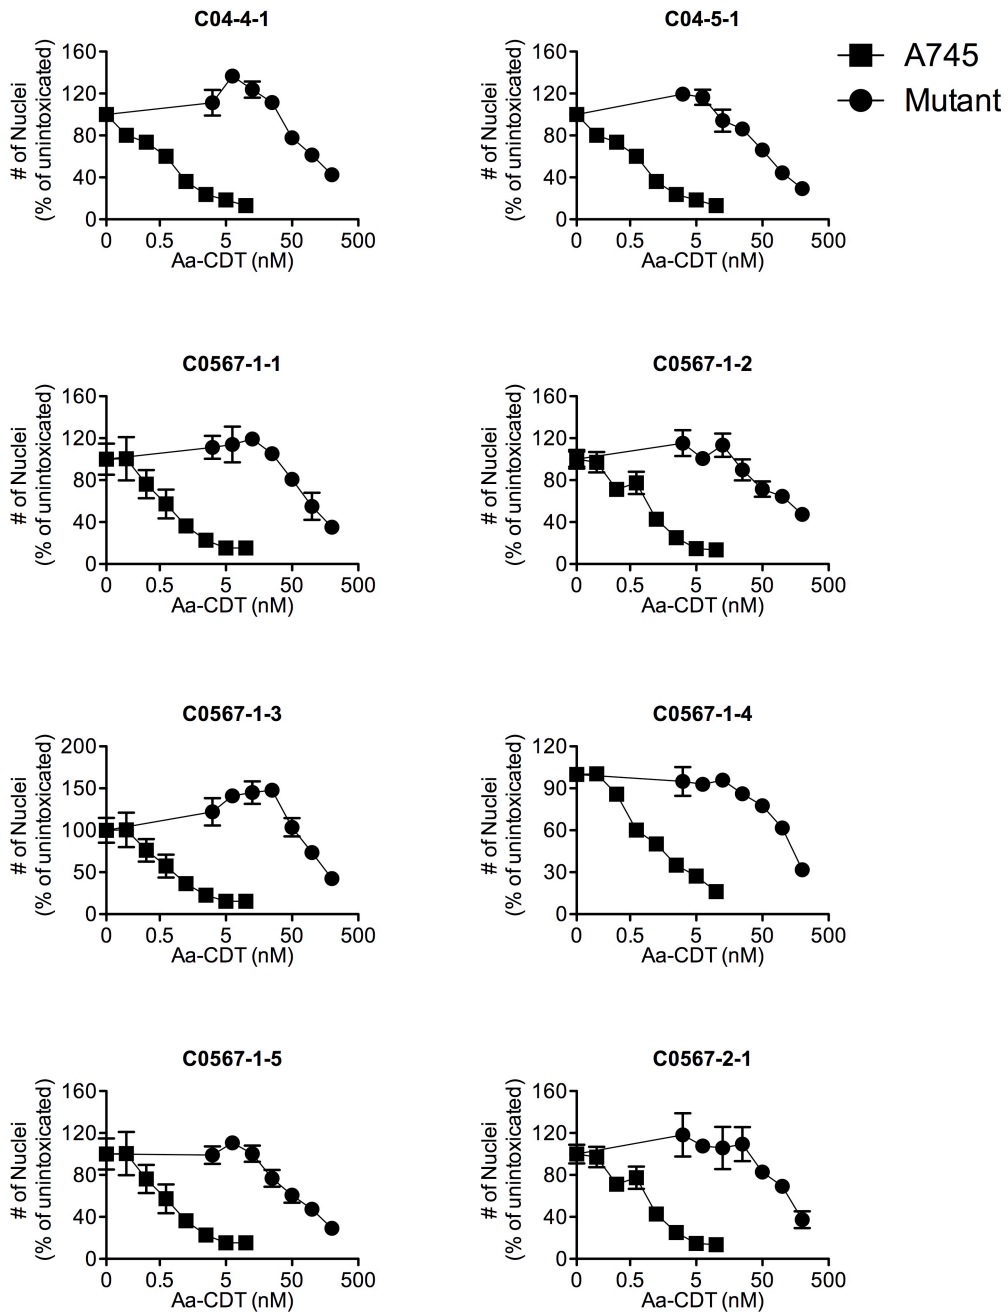 C04-4-1
# of Nuclei
(% of unintoxicated)
160
120
80
40
0
0 0.5 5 50 500
Aa-CDT (nM)
C04-5-1
# of Nuclei
(% of unintoxicated)
160
120
80
40
0
0 0.5 5 50 500
Aa-CDT (nM)
A745
Mutant
C0567-1-1
# of Nuclei
(% of unintoxicated)
160
120
80
40
0
0 0.5 5 50 500
Aa-CDT (nM)
C0567-1-2
# of Nuclei
(% of unintoxicated)
160
120
80
40
0
0 0.5 5 50 500
Aa-CDT (nM)
C0567-1-3
# of Nuclei
(% of unintoxicated)
200
150
100
50
0
0 0.5 5 50 500
Aa-CDT (nM)
C0567-1-4
# of Nuclei
(% of unintoxicated)
120
90
60
30
0
0 0.5 5 50 500
Aa-CDT (nM)
C0567-1-5
# of Nuclei
(% of unintoxicated)
160
120
80
40
0
0 0.5 5 50 500
Aa-CDT (nM)
C0567-2-1
# of Nuclei
(% of unintoxicated)
160
120
80
40
0
0 0.5 5 50 500
Aa-CDT (nM)